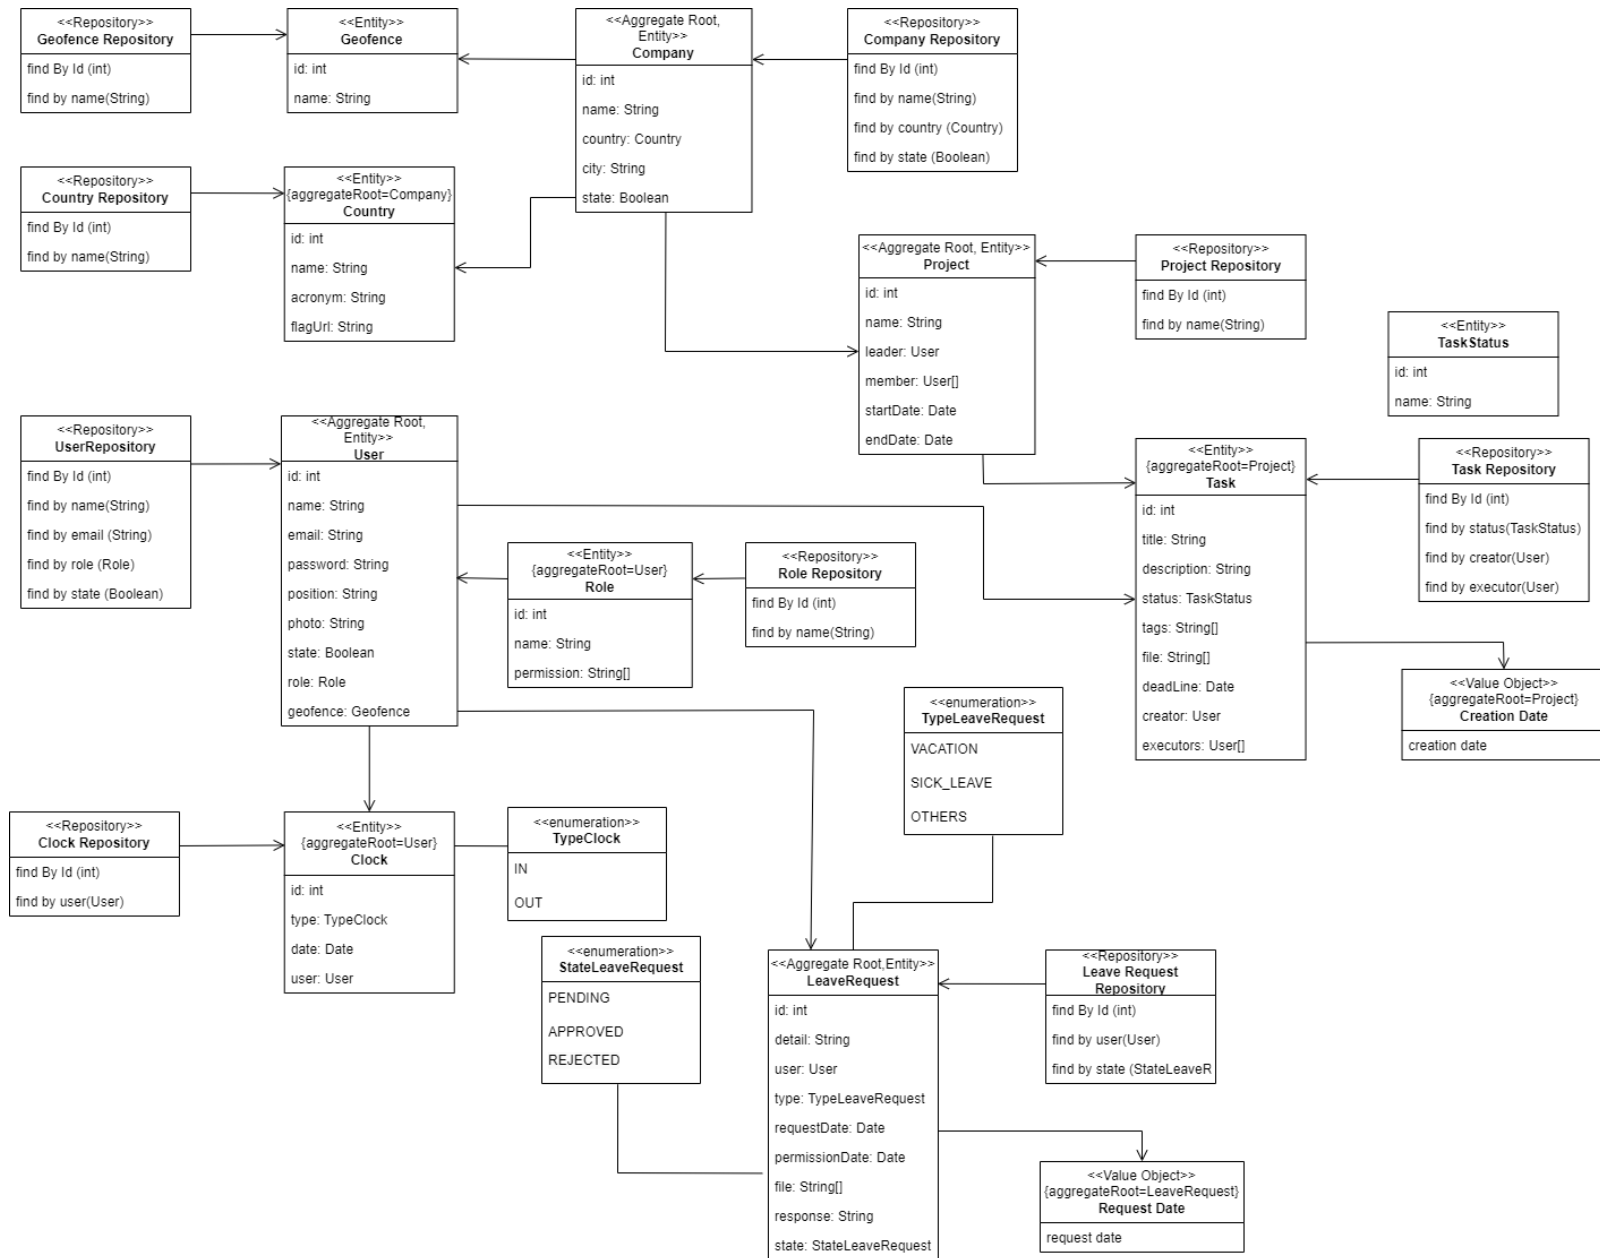 <<Repository>>
Geofence Repository
find By Id (int)
find by name(String)
<<Entity>>
Geofence
id: int
name: String
<<Aggregate Root,
Entity>>
Company
id: int
name: String
country: Country
city: String
state: Boolean
<<Repository>>
Company Repository
find By Id (int)
find by name(String)
find by country (Country)
find by state (Boolean)
<<Repository>>
Country Repository
find By Id (int)
find by name(String)
<<Entity>>
{aggregateRoot=Company}
Country
id: int
name: String
acronym: String
flagUrl: String
<<Aggregate Root, Entity>>
Project
id: int
name: String
leader: User
member: User[]
startDate: Date
endDate: Date
<<Repository>>
Project Repository
find By Id (int)
find by name(String)
<<Entity>>
TaskStatus
id: int
name: String
<<Repository>>
UserRepository
find By Id (int)
find by name(String)
find by email (String)
find by role (Role)
find by state (Boolean)
<<Aggregate Root,
Entity>>
User
id: int
name: String
email: String
password: String
position: String
photo: String
state: Boolean
role: Role
geofence: Geofence
<<Entity>>
{aggregateRoot=User}
Role
id: int
name: String
permission: String[]
<<Repository>>
Role Repository
find By Id (int)
find by name(String)
<<Entity>>
{aggregateRoot=Project}
Task
id: int
title: String
description: String
status: TaskStatus
tags: String[]
file: String[]
deadLine: Date
creator: User
executors: User[]
<<Repository>>
Task Repository
find By Id (int)
find by status(TaskStatus)
find by creator(User)
find by executor(User)
<<Value Object>>
{aggregateRoot=Project}
Creation Date
creation date
<<enumeration>>
TypeLeaveRequest
VACATION
SICK_LEAVE
OTHERS
<<Repository>>
Clock Repository
find By Id (int)
find by user(User)
<<Entity>>
{aggregateRoot=User}
Clock
id: int
type: TypeClock
date: Date
user: User
<<enumeration>>
TypeClock
IN
OUT
<<enumeration>>
StateLeaveRequest
PENDING
APPROVED
REJECTED
<<Aggregate Root,Entity>>
LeaveRequest
id: int
detail: String
user: User
type: TypeLeaveRequest
requestDate: Date
permissionDate: Date
file: String[]
response: String
state: StateLeaveRequest
<<Repository>>
Leave Request
Repository
find By Id (int)
find by user(User)
find by state (StateLeaveR
<<Value Object>>
{aggregateRoot=LeaveRequest}
Request Date
request date